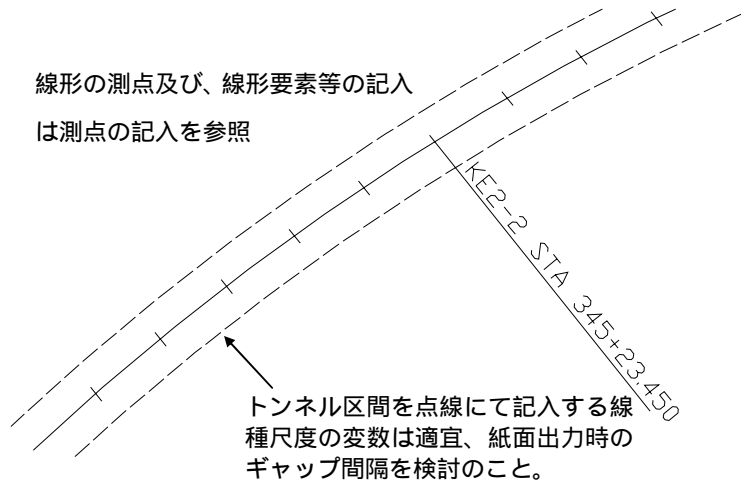 線形の測点及び、線形要素等の記入
は測点の記入を参照
KE2-2 STA 345+23.450
トンネル区間を点線にて記入する線
種尺度の変数は適宜、紙面出力時の
ギャップ間隔を検討のこと。